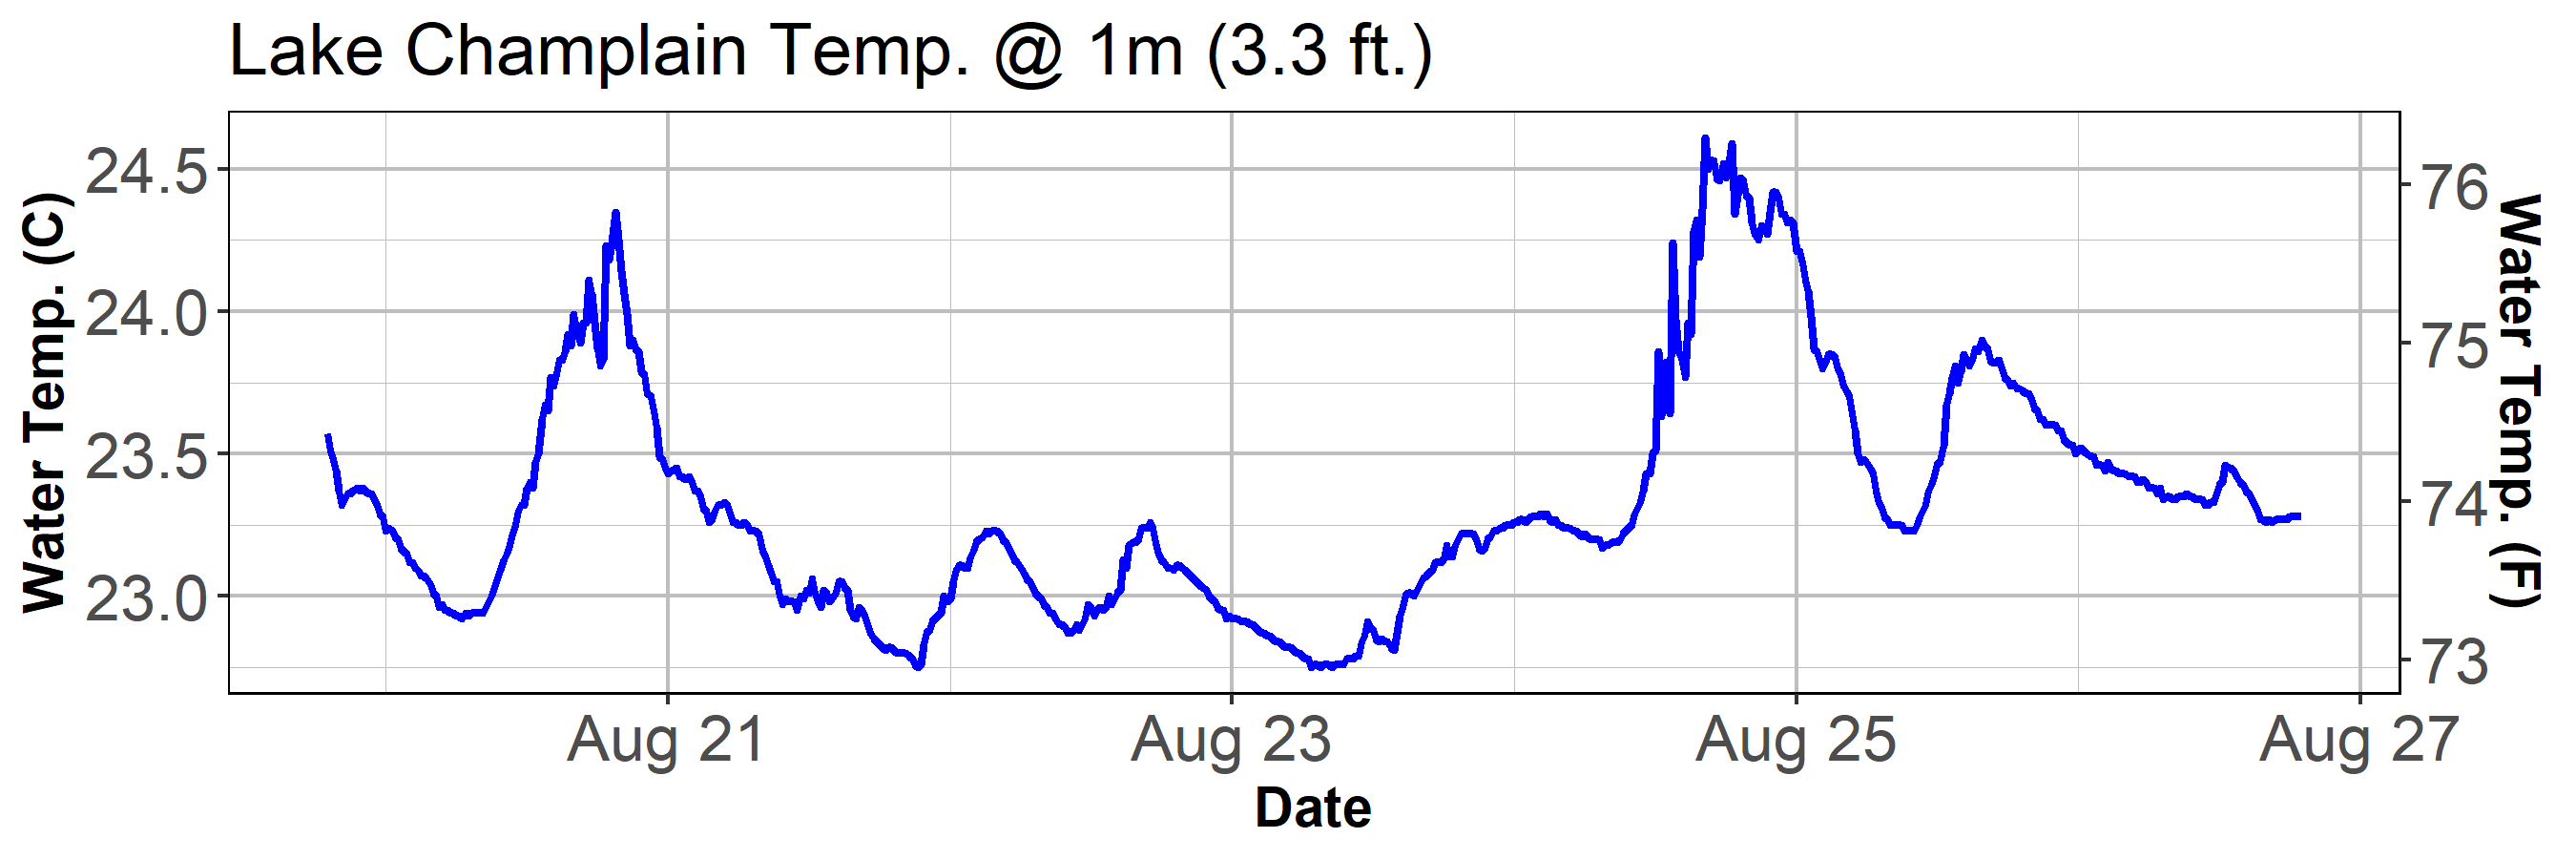 Lake Champlain Temp. @ 1m (3.3 ft.)
Water Temp. (C)
24.5
24.0
23.5
23.0
76
75
74
73
Water Temp. (F)
Aug 21 Aug 23 Aug 25 Aug 27
Date